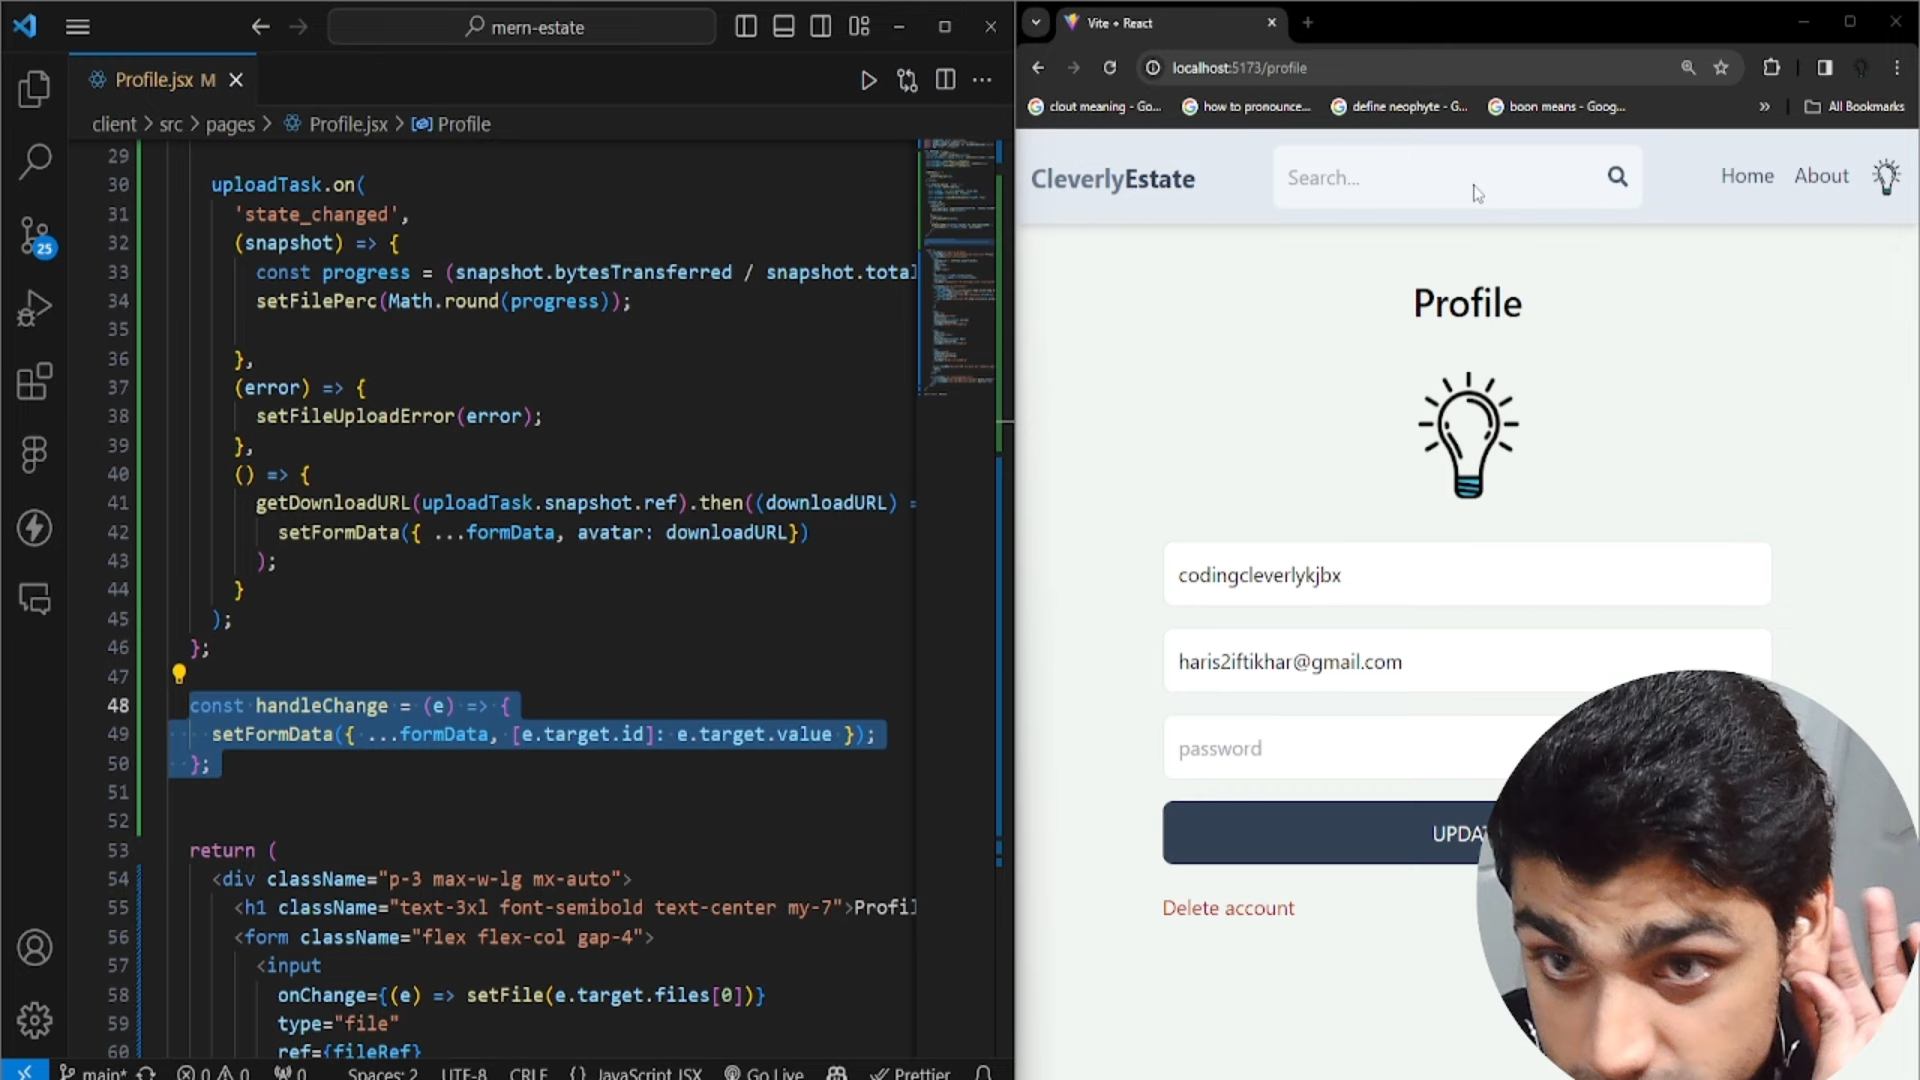 mern-estate
Profile.jsx M
client > src > pages > Profile.jsx > Profile
29
30 uploadTask.on(
31 'state_changed',
32 (snapshot) => {
33 const progress = (snapshot.bytesTransferred / snapshot.total
34 setFilePerc(Math.round(progress));
35
36 },
37 (error) => {
38 setFileUploadError(error);
39 },
40 () => {
41 getDownloadURL(uploadTask.snapshot.ref).then((downloadURL) =
42 setFormData({ ...formData, avatar: downloadURL})
43 );
44 }
45 );
46 };
47
48 const handleChange = (e) => {
49 setFormData({ ...formData, [e.target.id]: e.target.value });
50 };
51
52
53 return (
54 <div className="p-3 max-w-lg mx-auto">
55 <h1 className="text-3xl font-semibold text-center my-7">Profil
56 <form className="flex flex-col gap-4">
57 <input
58 onChange={(e) => setFile(e.target.files[0])}
59 type="file"
60 ref={fileRef}
25
main* 0 0 0 Spaces: 2 UTF-8 CRLF {} JavaScript JSX Go Live Prettier
Vite + React
localhost:5173/profile
clout meaning - Go... how to pronounce... define neophyte - G... boon means - Goog... » All Bookmarks
CleverlyEstate Search... Home About
Profile
codingcleverlykjbx
haris2iftikhar@gmail.com
password
UPDA
Delete account